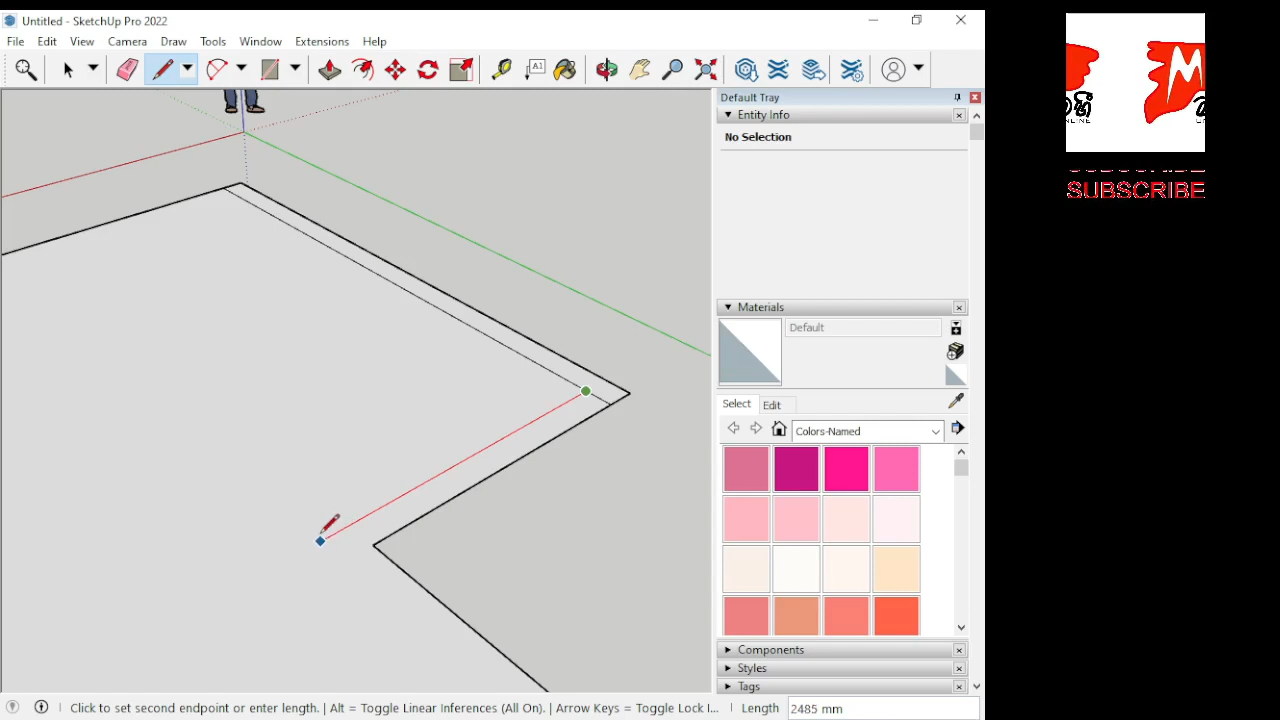 Untitled - SketchUp Pro 2022
File Edit View Camera Draw Tools Window Extensions Help
A1
Default Tray
Entity Info
No Selection
Materials
Default
Select Edit
Colors-Named
Components
Styles
Tags
Click to set second endpoint or enter length. | Alt = Toggle Linear Inferences (All On). | Arrow Keys = Toggle Lock I... Length 2485 mm
SUBSCRIBE